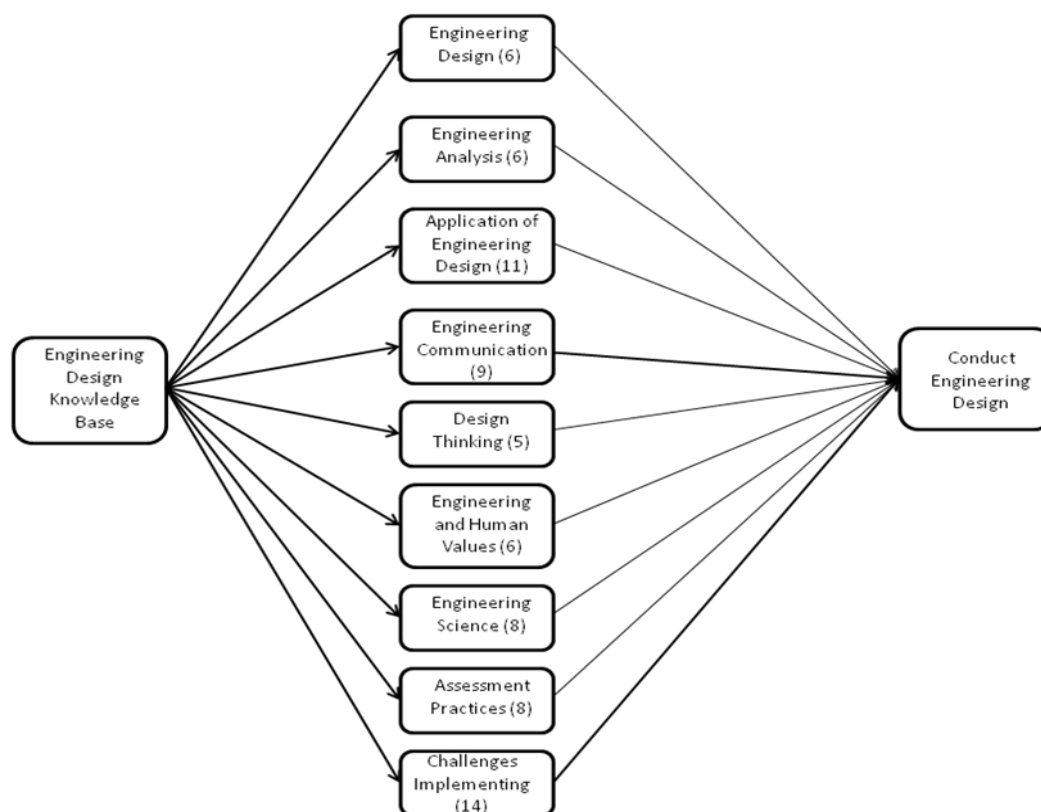 Engineering
Design (6)
Engineering
Analysis (6)
Application of
Engineering
Design (11)
Engineering
Communication
(9)
Design
Thinking (5)
Engineering
and Human
Values (6)
Engineering
Science (8)
Assessment
Practices (8)
Challenges
Implementing
(14)
Engineering
Design
Knowledge
Base
Conduct
Engineering
Design